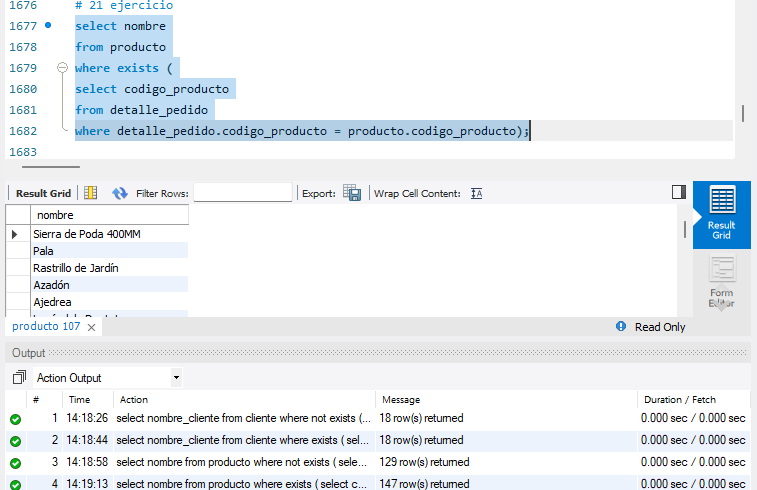 1676 # 21 ejercicio
1677 select nombre
1678 from producto
1679 where exists (
1680 select codigo_producto
1681 from detalle_pedido
1682 where detalle_pedido.codigo_producto = producto.codigo_producto);
1683
Result Grid Filter Rows: Export: Wrap Cell Content:
nombre
Sierra de Poda 400MM
Pala
Rastrillo de Jardín
Azadón
Ajedrea
Result Grid
Form Editor
producto 107 Read Only
Output
Action Output
# Time Action Message Duration / Fetch
1 14:18:26 select nombre_cliente from cliente where not exists (... 18 row(s) returned 0.000 sec / 0.000 sec
2 14:18:44 select nombre_cliente from cliente where exists ( sele... 18 row(s) returned 0.000 sec / 0.000 sec
3 14:18:58 select nombre from producto where not exists ( sele... 129 row(s) returned 0.000 sec / 0.000 sec
4 14:19:13 select nombre from producto where exists ( select c... 147 row(s) returned 0.000 sec / 0.000 sec